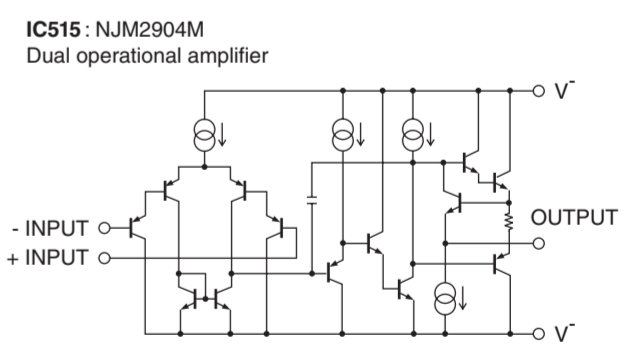 IC515 : NJM2904M
Dual operational amplifier
V-
- INPUT
OUTPUT
+ INPUT
V-